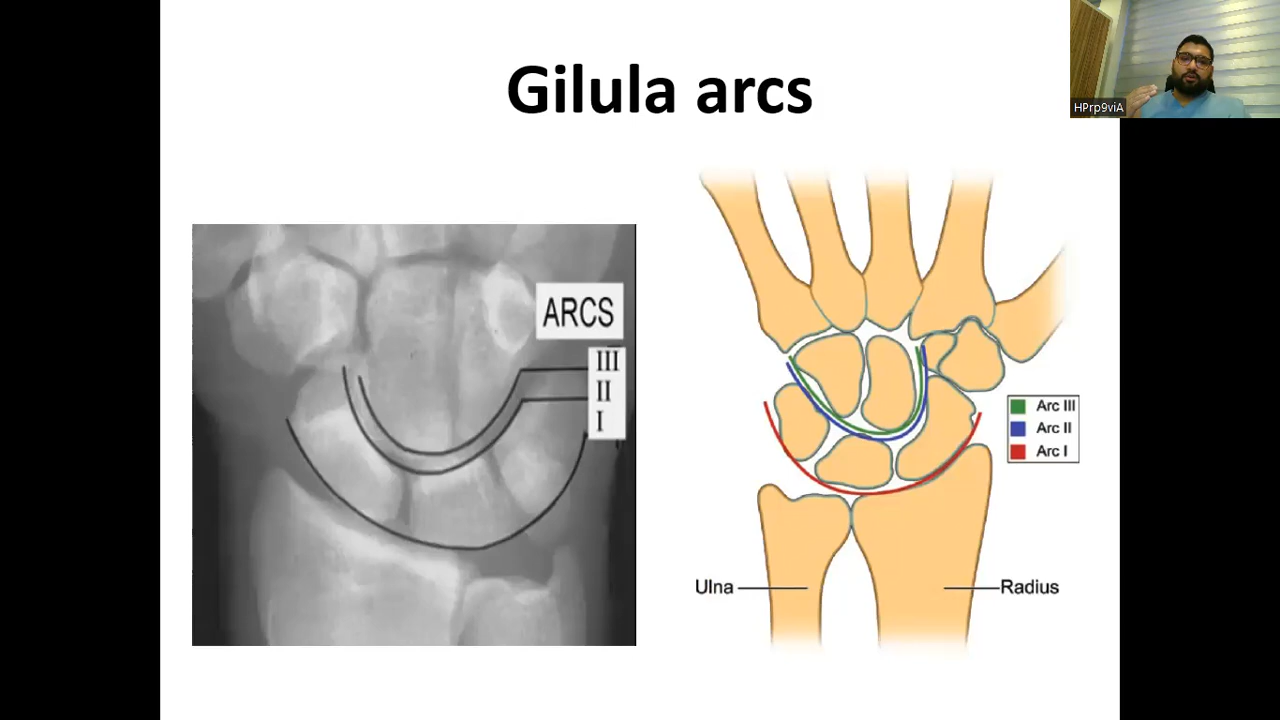 Gilula arcs
HPrp9viA
ARCS
III
II
I
Arc III
Arc II
Arc I
Ulna
Radius